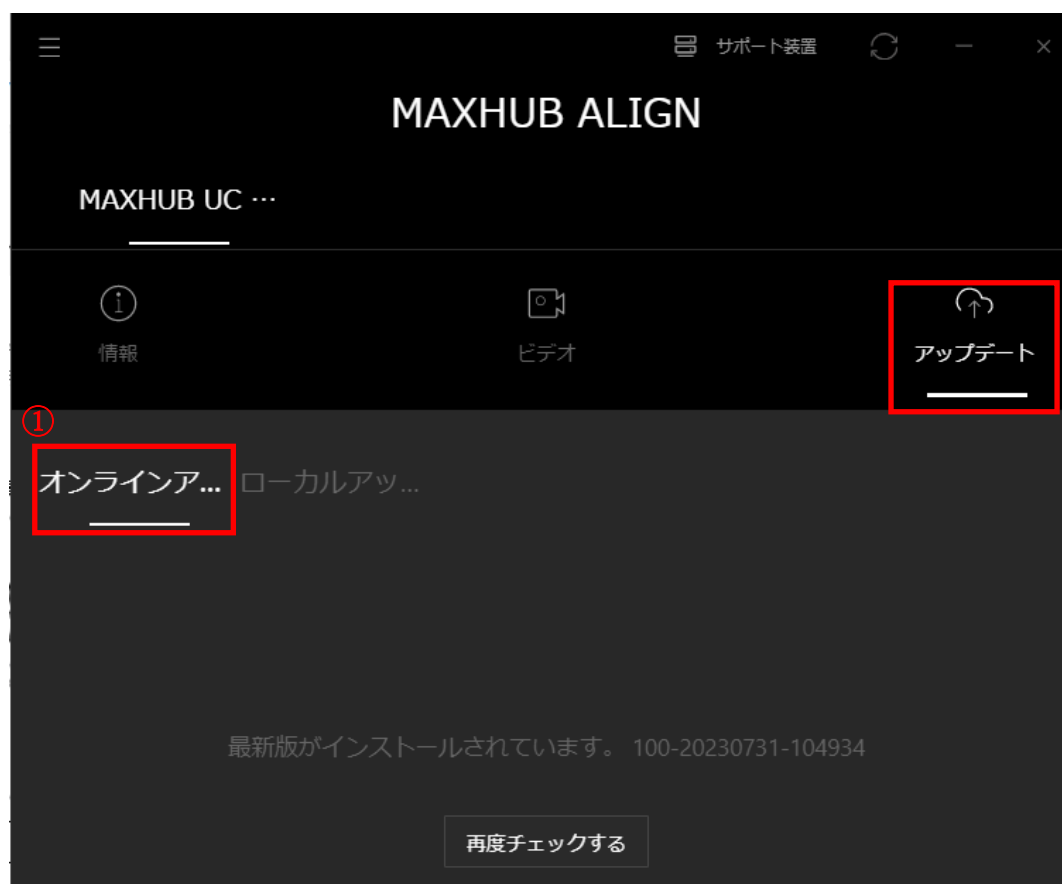 サポート装置
MAXHUB ALIGN
MAXHUB UC …
情報
ビデオ
アップデート
①
オンラインア... ローカルアッ...
最新版がインストールされています。 100-20230731-104934
再度チェックする